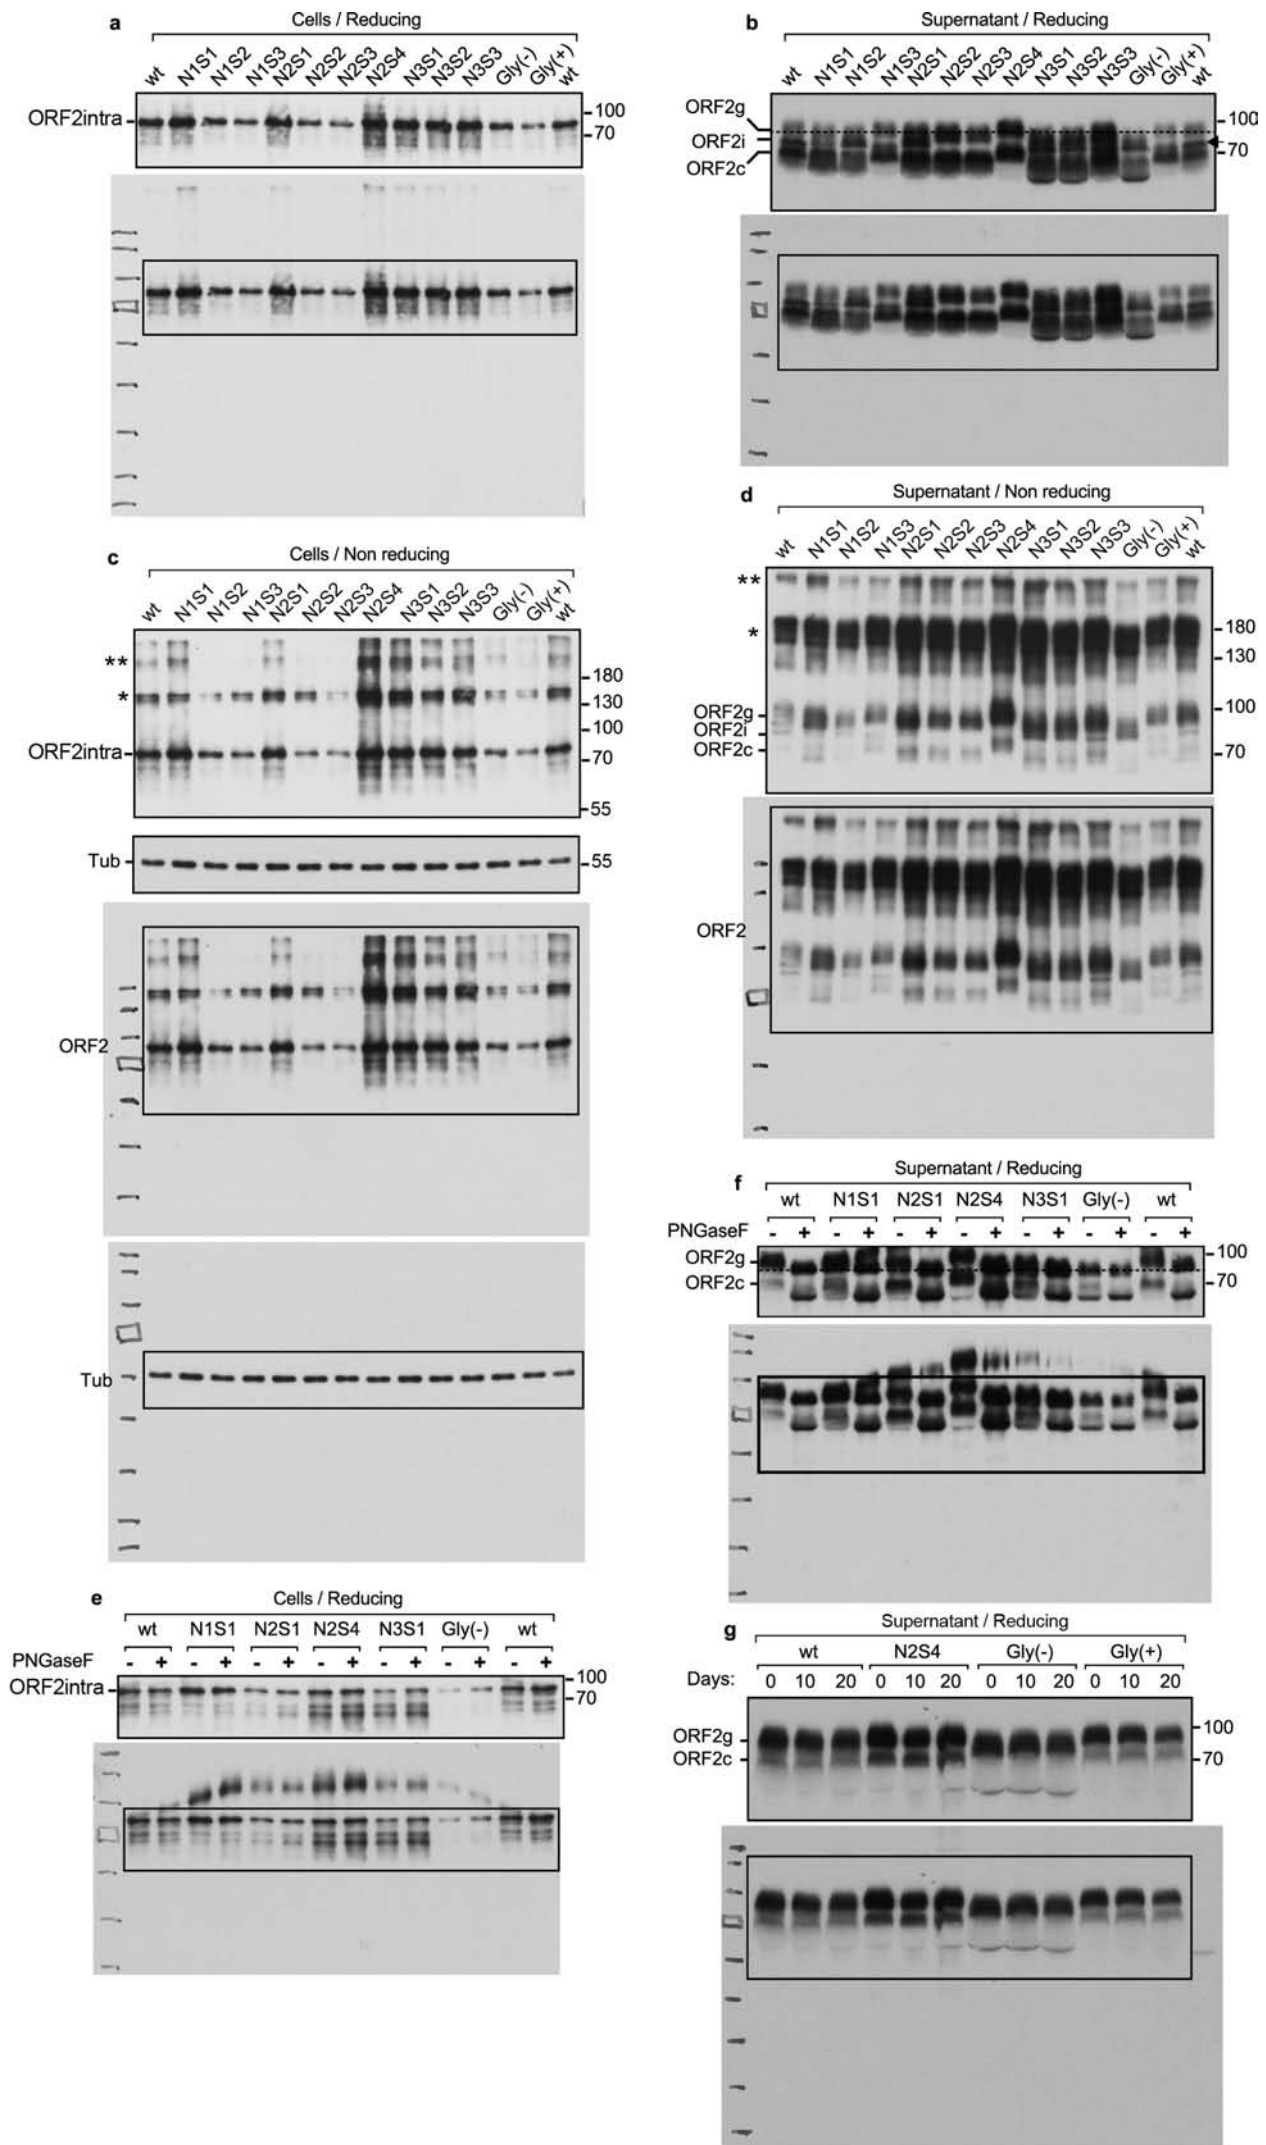 a
Cells / Reducing
wt N1S1 N1S2 N1S3 N2S1 N2S2 N2S3 N2S4 N3S1 N3S2 N3S3 Gly(-) Gly(+) wt
ORF2intra
100
70
b
Supernatant / Reducing
wt N1S1 N1S2 N1S3 N2S1 N2S2 N2S3 N2S4 N3S1 N3S2 N3S3 Gly(-) Gly(+) wt
ORF2g
ORF2i
ORF2c
100
70
c
Cells / Non reducing
wt N1S1 N1S2 N1S3 N2S1 N2S2 N2S3 N2S4 N3S1 N3S2 N3S3 Gly(-) Gly(+) wt
**
*
ORF2intra
180
130
100
70
55
Tub
55
ORF2
Tub
d
Supernatant / Non reducing
wt N1S1 N1S2 N1S3 N2S1 N2S2 N2S3 N2S4 N3S1 N3S2 N3S3 Gly(-) Gly(+) wt
**
*
180
130
ORF2g
ORF2i
ORF2c
100
70
ORF2
f
Supernatant / Reducing
wt N1S1 N2S1 N2S4 N3S1 Gly(-) wt
PNGaseF - + - + - + - + - + - + - +
ORF2g
ORF2c
100
70
e
Cells / Reducing
wt N1S1 N2S1 N2S4 N3S1 Gly(-) wt
PNGaseF - + - + - + - + - + - + - +
ORF2intra
100
70
g
Supernatant / Reducing
wt N2S4 Gly(-) Gly(+)
Days: 0 10 20 0 10 20 0 10 20 0 10 20
ORF2g
ORF2c
100
70